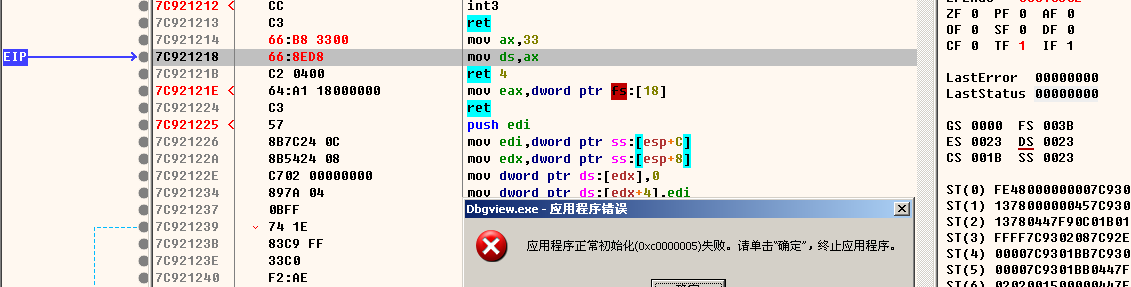 7C921212 < CC int3
7C921213 C3 ret
7C921214 66:B8 3300 mov ax,33
EIP 7C921218 66:8ED8 mov ds,ax
7C92121B C2 0400 ret 4
7C92121E < 64:A1 18000000 mov eax,dword ptr fs:[18]
7C921224 C3 ret
7C921225 < 57 push edi
7C921226 8B7C24 0C mov edi,dword ptr ss:[esp+C]
7C92122A 8B5424 08 mov edx,dword ptr ss:[esp+8]
7C92122E C702 00000000 mov dword ptr ds:[edx],0
7C921234 897A 04 mov dword ptr ds:[edx+4],edi
7C921237 0BFF
7C921239 74 1E
7C92123B 83C9 FF
7C92123E 33C0
7C921240 F2:AE
Dbgview.exe - 应用程序错误
应用程序正常初始化(0xc0000005)失败。请单击“确定”，终止应用程序。
ZF 0 PF 0 AF 0
OF 0 SF 0 DF 0
CF 0 TF 1 IF 1
LastError 00000000
LastStatus 00000000
GS 0000 FS 003B
ES 0023 DS 0023
CS 001B SS 0023
ST(0) FE48000000007C930
ST(1) 1378000000457C930
ST(2) 13780447F90C01B01
ST(3) FFFF7C9302087C92E
ST(4) 00007C9301BB7C930
ST(5) 00007C9301BB0447F